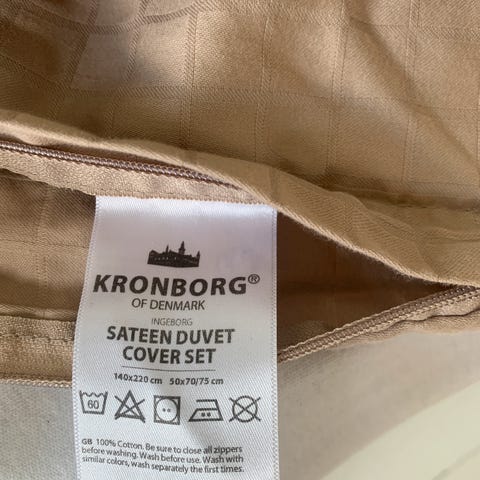 KRONBORG®
OF DENMARK
INGEBORG
SATEEN DUVET
COVER SET
140x220 cm 50x70/75 cm
60
GB 100% Cotton. Be sure to close all zippers
before washing. Wash before use. Wash with
similar colors, wash separately the first times.